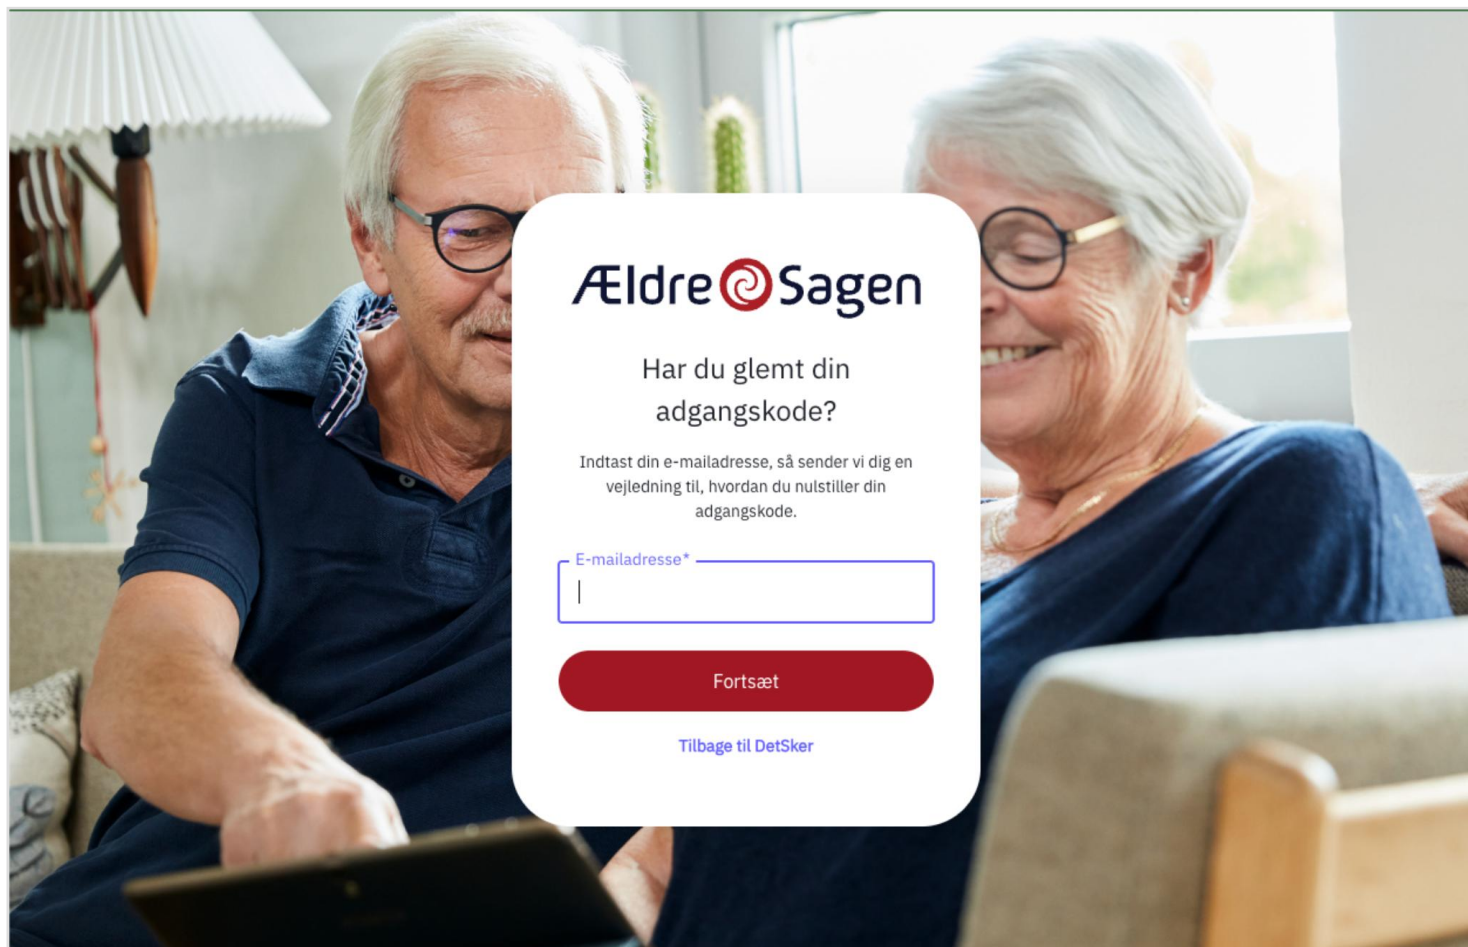 ÆldreSagen
Har du glemt din
adgangskode?
Indtast din e-mailadresse, så sender vi dig en
vejledning til, hvordan du nulstiller din
adgangskode.
E-mailadresse*
Fortsæt
Tilbage til DetSker